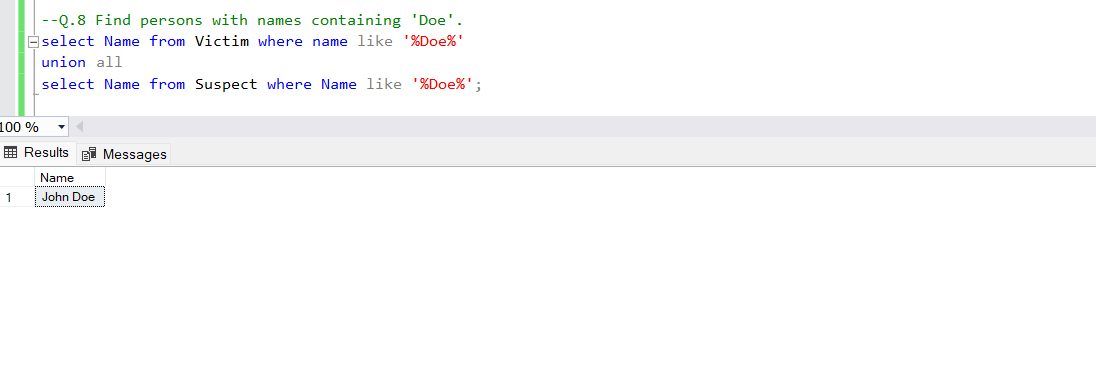 --Q.8 Find persons with names containing 'Doe'.
select Name from Victim where name like '%Doe%'
union all
select Name from Suspect where Name like '%Doe%';
100 %
Results Messages
Name
1 John Doe